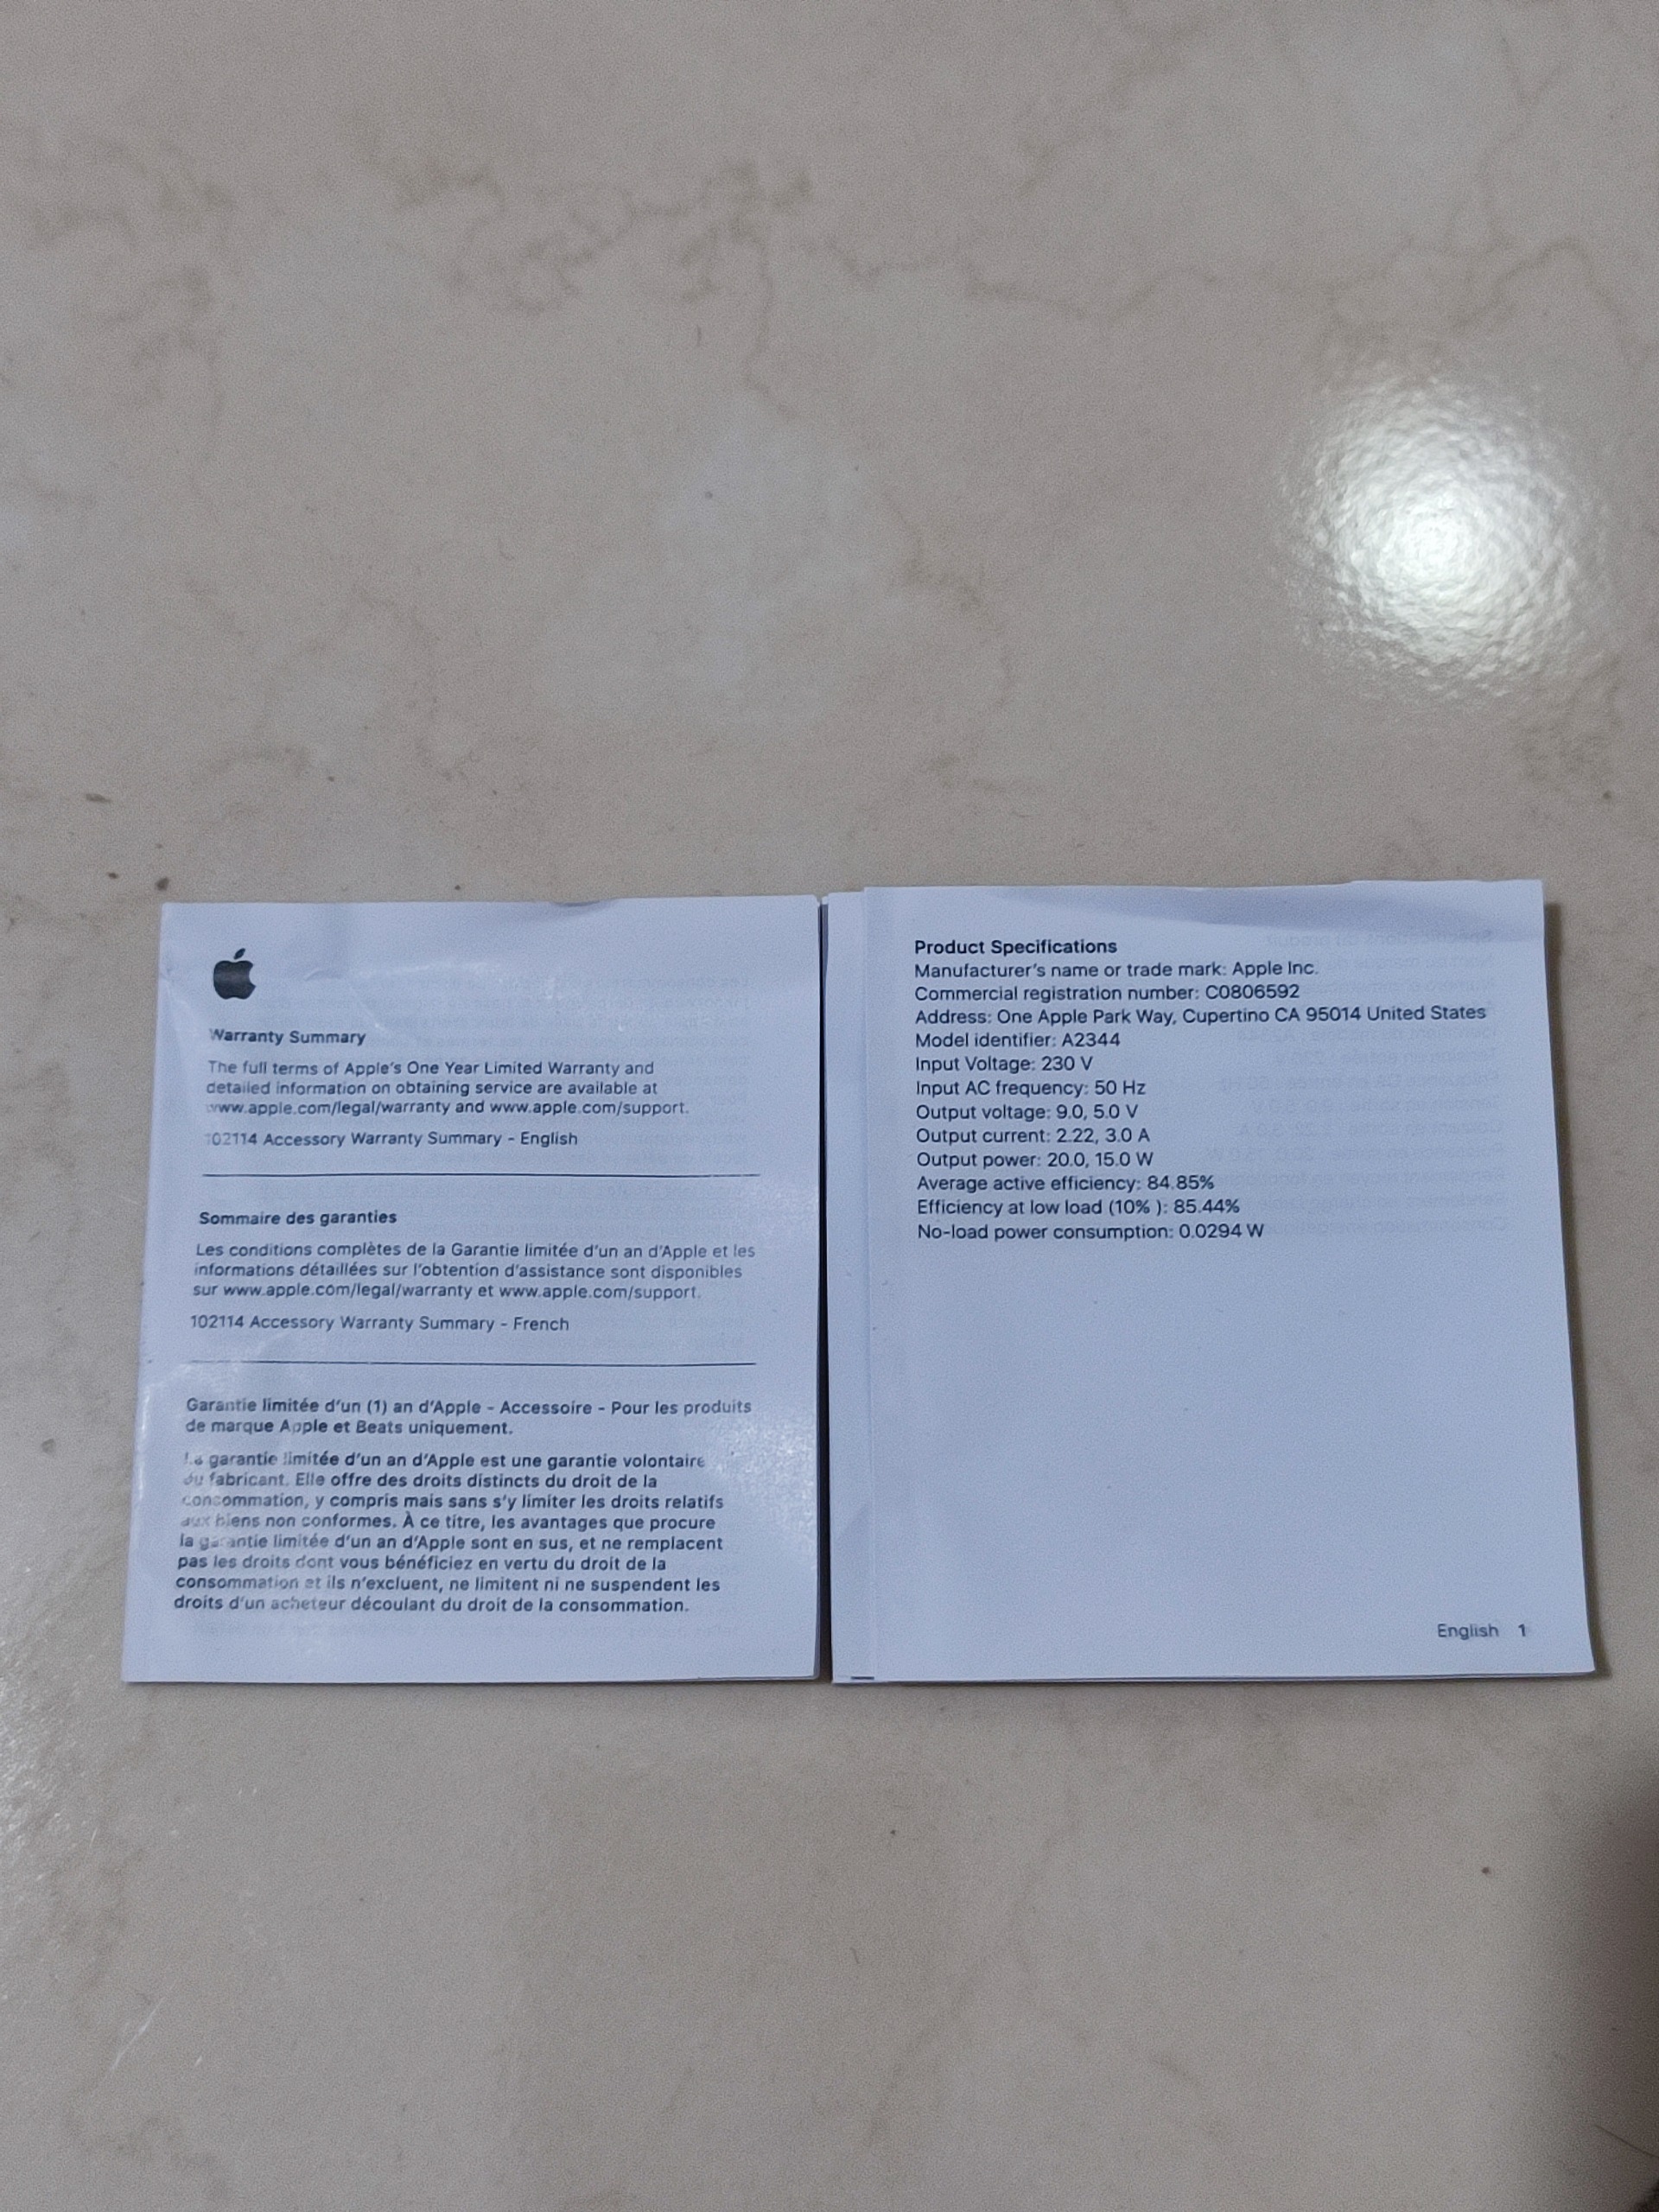 Warranty Summary
The full terms of Apple's One Year Limited Warranty and
detailed information on obtaining service are available at
www.apple.com/legal/warranty and www.apple.com/support.
102114 Accessory Warranty Summary - English
Sommaire des garanties
Les conditions complètes de la Garantie limitée d'un an d'Apple et les
informations détaillées sur l'obtention d'assistance sont disponibles
sur www.apple.com/legal/warranty et www.apple.com/support.
102114 Accessory Warranty Summary - French
Garantie limitée d'un (1) an d'Apple - Accessoire - Pour les produits
de marque Apple et Beats uniquement.
La garantie limitée d'un an d'Apple est une garantie volontaire
du fabricant. Elle offre des droits distincts du droit de la
consommation, y compris mais sans s'y limiter les droits relatifs
aux biens non conformes. À ce titre, les avantages que procure
la garantie limitée d'un an d'Apple sont en sus, et ne remplacent
pas les droits dont vous bénéficiez en vertu du droit de la
consommation et ils n'excluent, ne limitent ni ne suspendent les
droits d'un acheteur découlant du droit de la consommation.
Product Specifications
Manufacturer's name or trade mark: Apple Inc.
Commercial registration number: C0806592
Address: One Apple Park Way, Cupertino CA 95014 United States
Model identifier: A2344
Input Voltage: 230 V
Input AC frequency: 50 Hz
Output voltage: 9.0, 5.0 V
Output current: 2.22, 3.0 A
Output power: 20.0, 15.0 W
Average active efficiency: 84.85%
Efficiency at low load (10% ): 85.44%
No-load power consumption: 0.0294 W
English 1